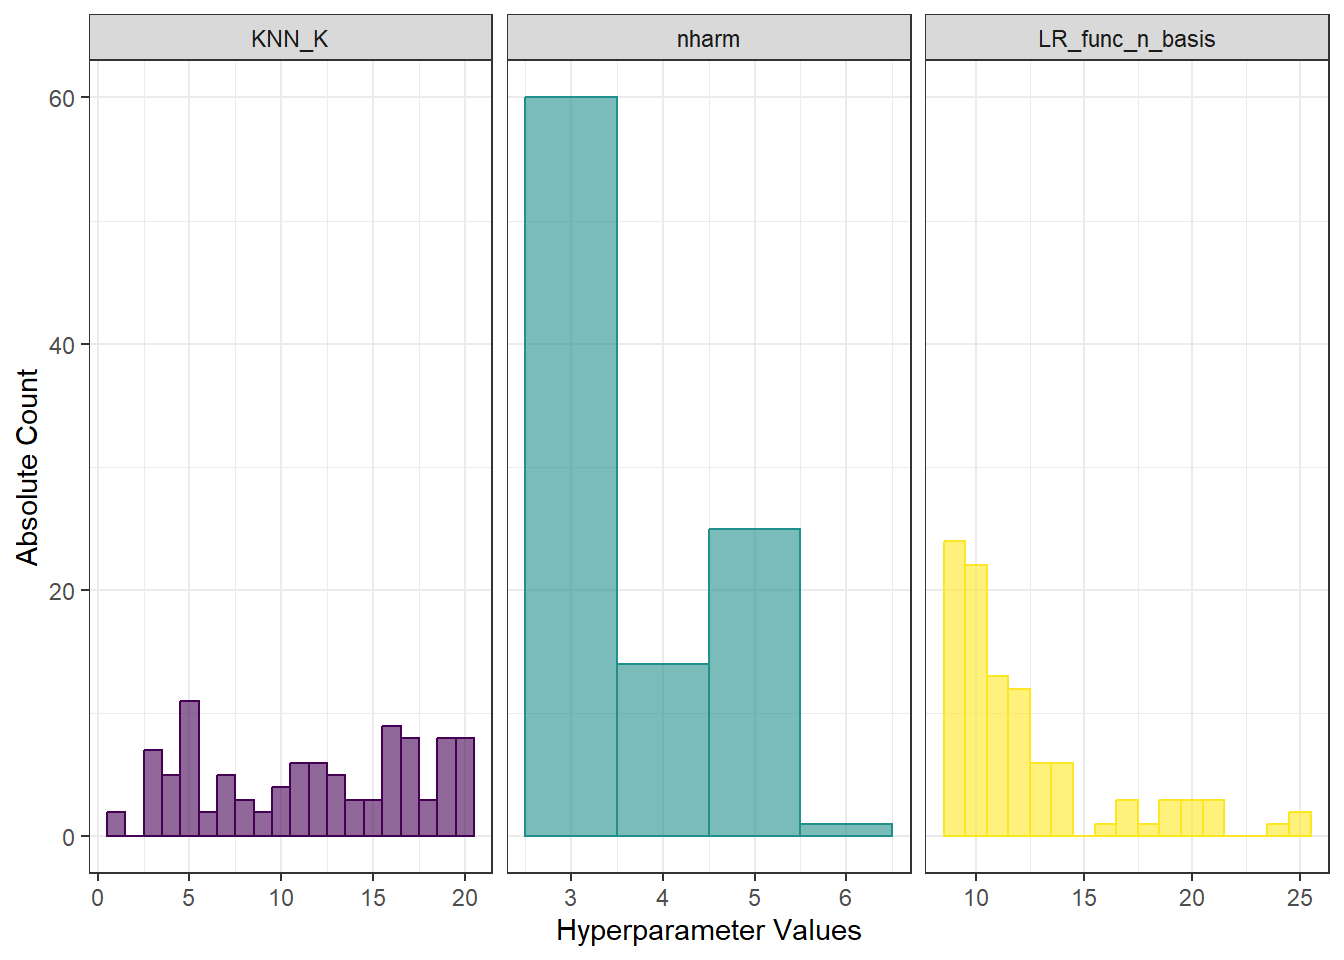 KNN_K nharm LR_func_n_basis
60
40
20
0
Absolute Count
0 5 10 15 20 3 4 5 6 10 15 20 25
Hyperparameter Values